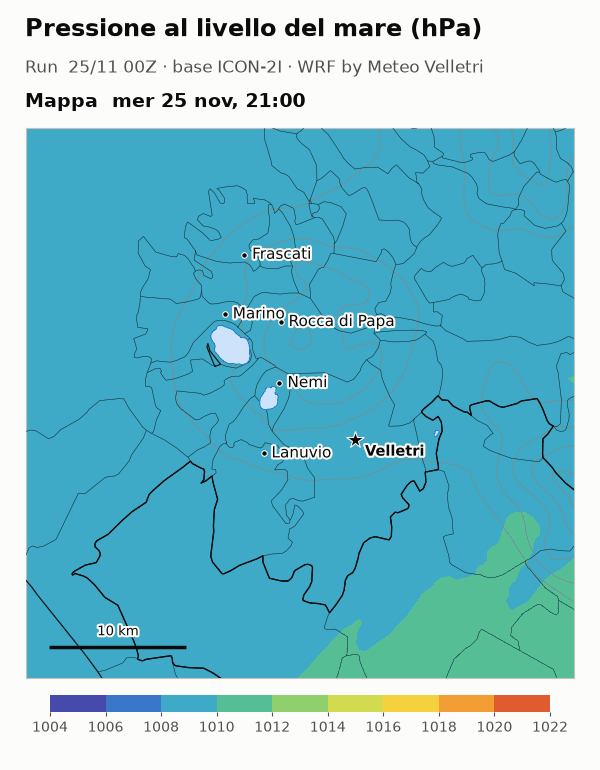 Pressione al livello del mare (hPa)
Run  25/11 00Z · base ICON-2I · WRF by Meteo Velletri
Mappa  mer 25 nov, 21:00
Frascati
Marino
Rocca di Papa
Nemi
Velletri
Lanuvio
10 km
1004 1006 1008 1010 1012 1014 1016 1018 1020 1022